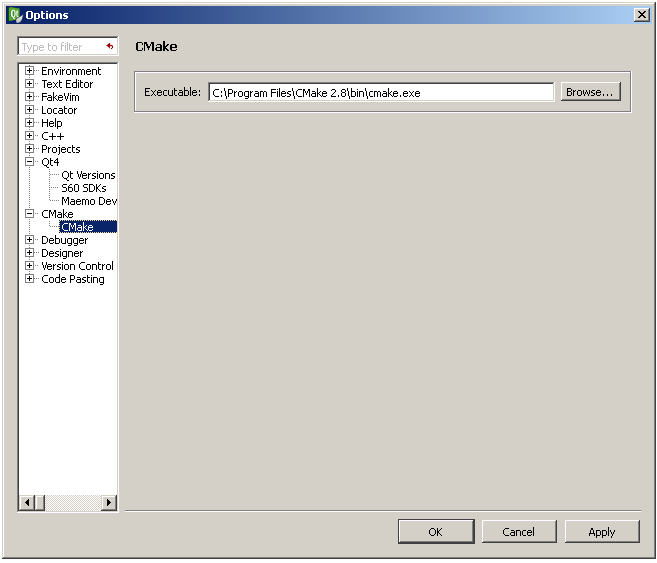 Options
Type to filter
CMake
Environment
Text Editor
FakeVim
Locator
Help
C++
Projects
Qt4
Qt Versions
S60 SDKs
Maemo Dev
CMake
CMake
Debugger
Designer
Version Control
Code Pasting
Executable: C:\Program Files\CMake 2.8\bin\cmake.exe Browse...
OK Cancel Apply